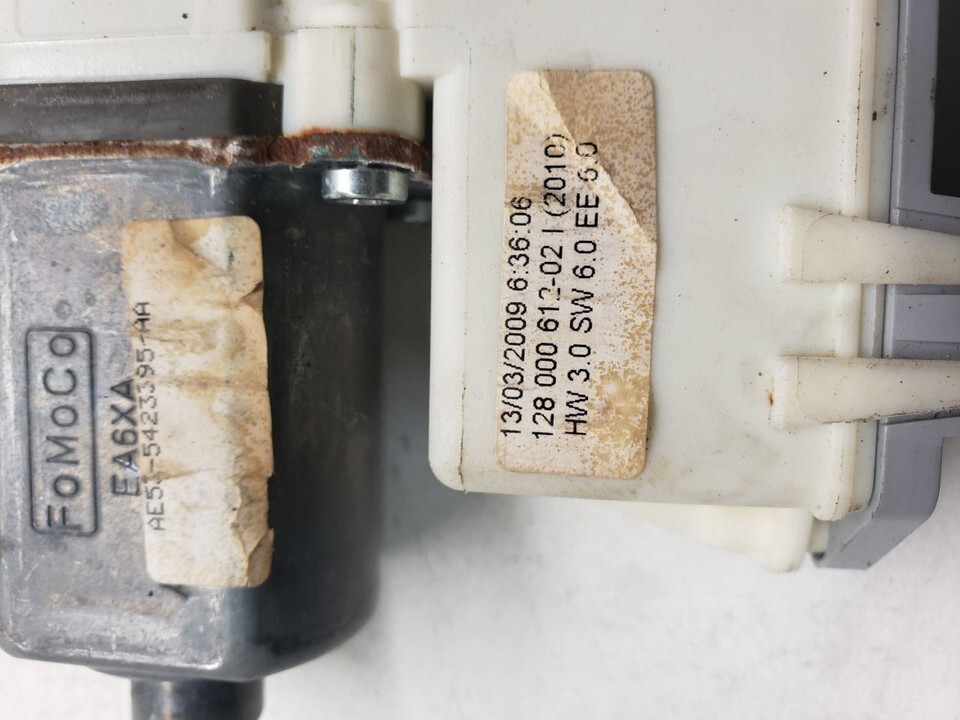 FoMoCo
EA6XA
13/03/2009 6:36:06
128 000 612-02 I (2010)
HW 3.0 SW 6.0 EE 6.0